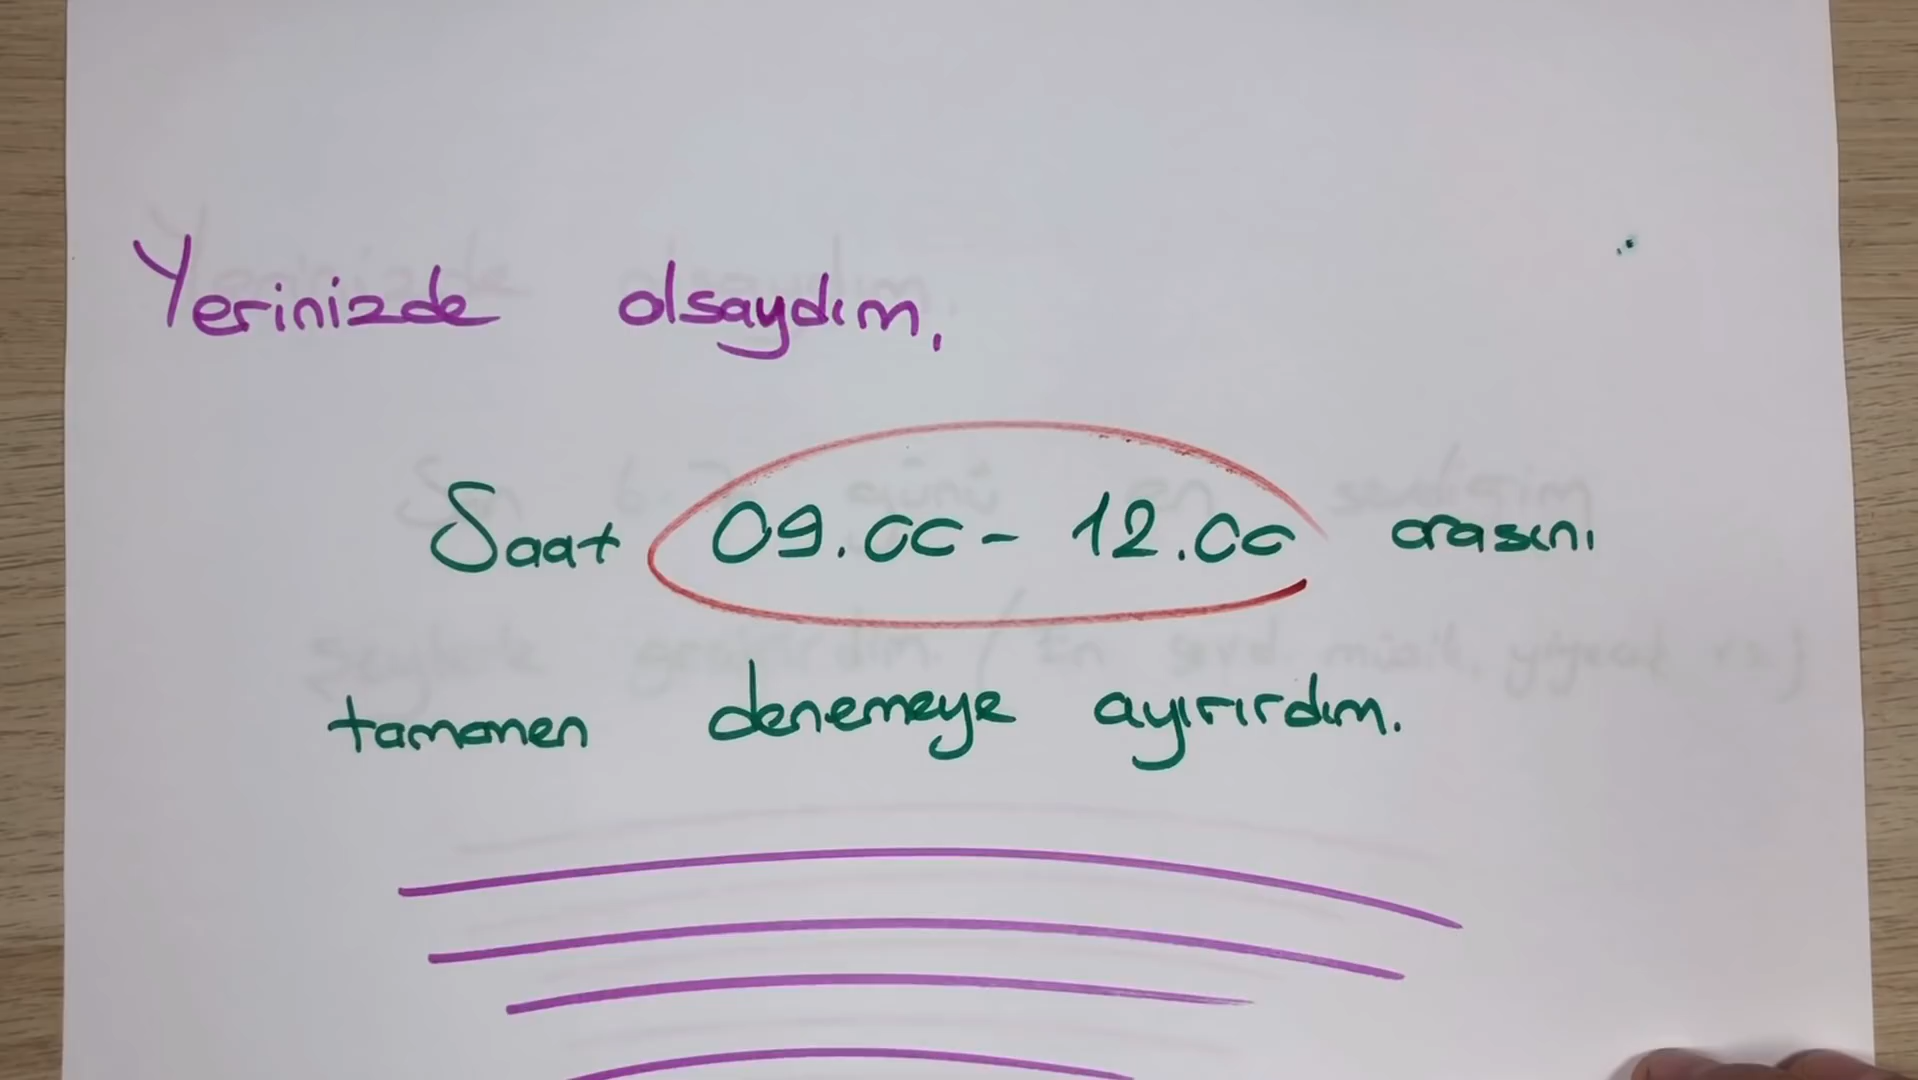 Yerinizde olsaydım,
Saat 09.00 - 12.00 arasını
tamamen denemeye ayırırdım.